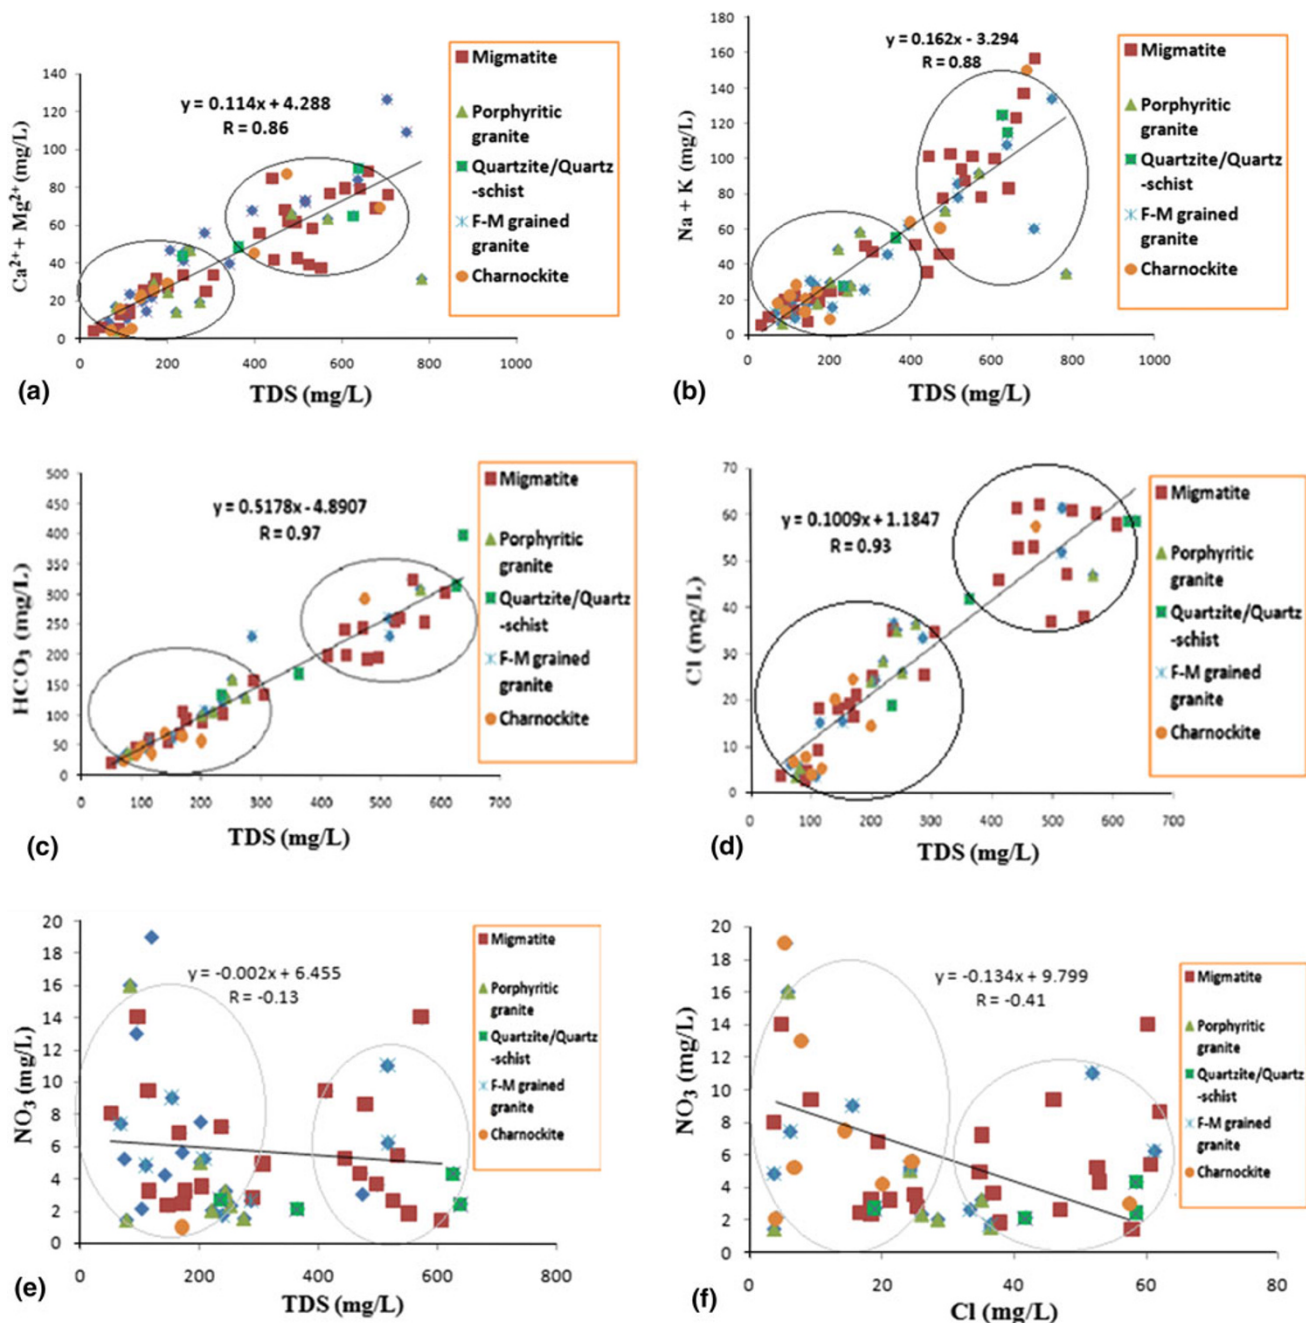 y = 0.114x + 4.288
R = 0.86
Ca²⁺ + Mg²⁺ (mg/L)
140
120
100
80
60
40
20
0
0 200 400 600 800 1000
TDS (mg/L)
(a)
Migmatite
Porphyritic
granite
Quartzite/Quartz
-schist
F-M grained
granite
Charnockite
y = 0.162x - 3.294
R = 0.88
Na + K (mg/L)
180
160
140
120
100
80
60
40
20
0
0 200 400 600 800 1000
TDS (mg/L)
(b)
Migmatite
Porphyritic
granite
Quartzite/Quartz
-schist
F-M grained
granite
Charnockite
y = 0.5178x - 4.8907
R = 0.97
HCO₃ (mg/L)
500
450
400
350
300
250
200
150
100
50
0
0 100 200 300 400 500 600 700
TDS (mg/L)
(c)
Migmatite
Porphyritic
granite
Quartzite/Quartz
-schist
F-M grained
granite
Charnockite
y = 0.1009x + 1.1847
R = 0.93
Cl (mg/L)
70
60
50
40
30
20
10
0
0 100 200 300 400 500 600 700
TDS (mg/L)
(d)
Migmatite
Porphyritic
granite
Quartzite/Quartz
-schist
F-M grained
granite
Charnockite
y = -0.002x + 6.455
R = -0.13
NO₃ (mg/L)
20
18
16
14
12
10
8
6
4
2
0
0 200 400 600 800
TDS (mg/L)
(e)
Migmatite
Porphyritic
granite
Quartzite/Quartz
-schist
F-M grained
granite
Charnockite
y = -0.134x + 9.799
R = -0.41
NO₃ (mg/L)
20
18
16
14
12
10
8
6
4
2
0
0 20 40 60 80
Cl (mg/L)
(f)
Migmatite
Porphyritic
granite
Quartzite/Quartz
-schist
F-M grained
granite
Charnockite